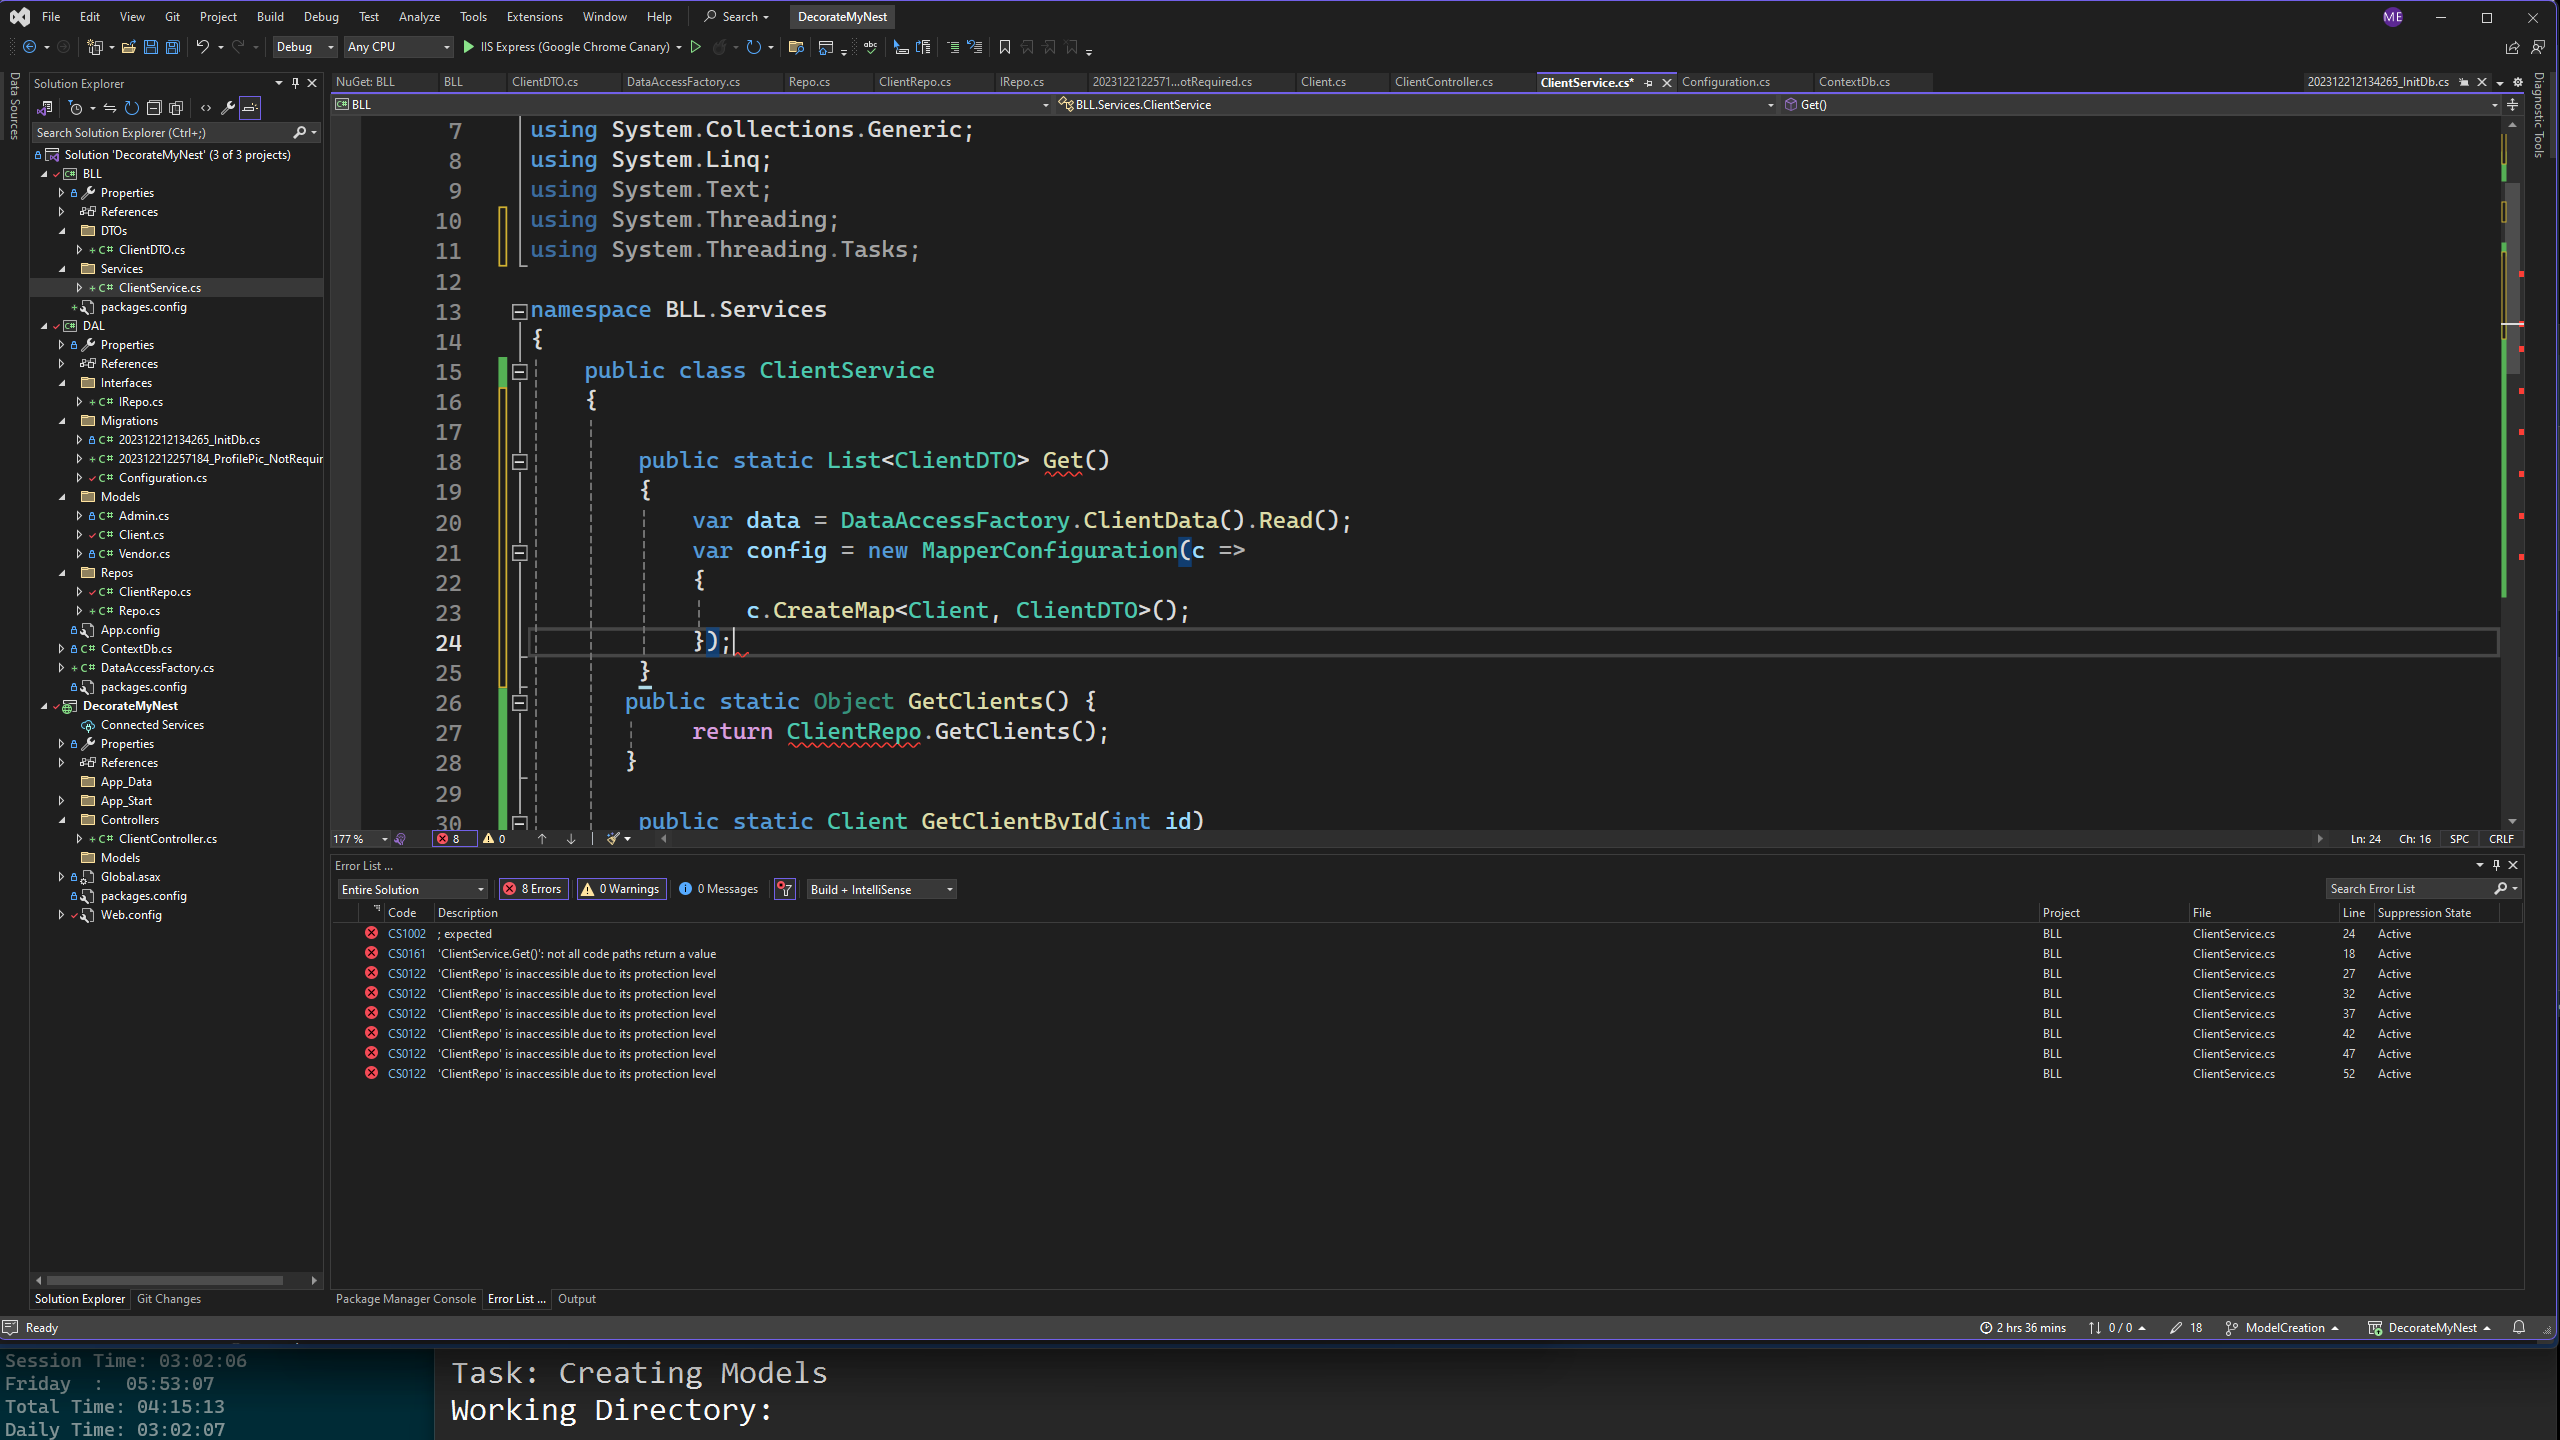 File Edit View Git Project Build Debug Test Analyze Tools Extensions Window Help Search DecorateMyNest ME
Debug Any CPU IIS Express (Google Chrome Canary)
Data Sources
Solution Explorer
Search Solution Explorer (Ctrl+;)
Solution 'DecorateMyNest' (3 of 3 projects)
BLL
Properties
References
DTOs
ClientDTO.cs
Services
ClientService.cs
packages.config
DAL
Properties
References
Interfaces
IRepo.cs
Migrations
202312212134265_InitDb.cs
202312212257184_ProfilePic_NotRequir
Configuration.cs
Models
Admin.cs
Client.cs
Vendor.cs
Repos
ClientRepo.cs
Repo.cs
App.config
ContextDb.cs
DataAccessFactory.cs
packages.config
DecorateMyNest
Connected Services
Properties
References
App_Data
App_Start
Controllers
ClientController.cs
Models
Global.asax
packages.config
Web.config
Solution Explorer Git Changes
NuGet: BLL BLL ClientDTO.cs DataAccessFactory.cs Repo.cs ClientRepo.cs IRepo.cs 2023122122571...otRequired.cs Client.cs ClientController.cs ClientService.cs* Configuration.cs ContextDb.cs 202312212134265_InitDb.cs
BLL BLL.Services.ClientService Get()
7 using System.Collections.Generic;
8 using System.Linq;
9 using System.Text;
10 using System.Threading;
11 using System.Threading.Tasks;
12
13 namespace BLL.Services
14 {
15 public class ClientService
16 {
17
18 public static List<ClientDTO> Get()
19 {
20 var data = DataAccessFactory.ClientData().Read();
21 var config = new MapperConfiguration(c =>
22 {
23 c.CreateMap<Client, ClientDTO>();
24 });
25 }
26 public static Object GetClients() {
27 return ClientRepo.GetClients();
28 }
29
30 public static Client GetClientById(int id)
177 % 8 0 Ln: 24 Ch: 16 SPC CRLF
Diagnostic Tools
Error List ...
Entire Solution 8 Errors 0 Warnings 0 Messages Build + IntelliSense Search Error List
Code Description Project File Line Suppression State
CS1002 ; expected BLL ClientService.cs 24 Active
CS0161 'ClientService.Get()': not all code paths return a value BLL ClientService.cs 18 Active
CS0122 'ClientRepo' is inaccessible due to its protection level BLL ClientService.cs 27 Active
CS0122 'ClientRepo' is inaccessible due to its protection level BLL ClientService.cs 32 Active
CS0122 'ClientRepo' is inaccessible due to its protection level BLL ClientService.cs 37 Active
CS0122 'ClientRepo' is inaccessible due to its protection level BLL ClientService.cs 42 Active
CS0122 'ClientRepo' is inaccessible due to its protection level BLL ClientService.cs 47 Active
CS0122 'ClientRepo' is inaccessible due to its protection level BLL ClientService.cs 52 Active
Package Manager Console Error List ... Output
Ready 2 hrs 36 mins 0 / 0 18 ModelCreation DecorateMyNest
Session Time: 03:02:06
Friday : 05:53:07
Total Time: 04:15:13
Daily Time: 03:02:07
Task: Creating Models
Working Directory: